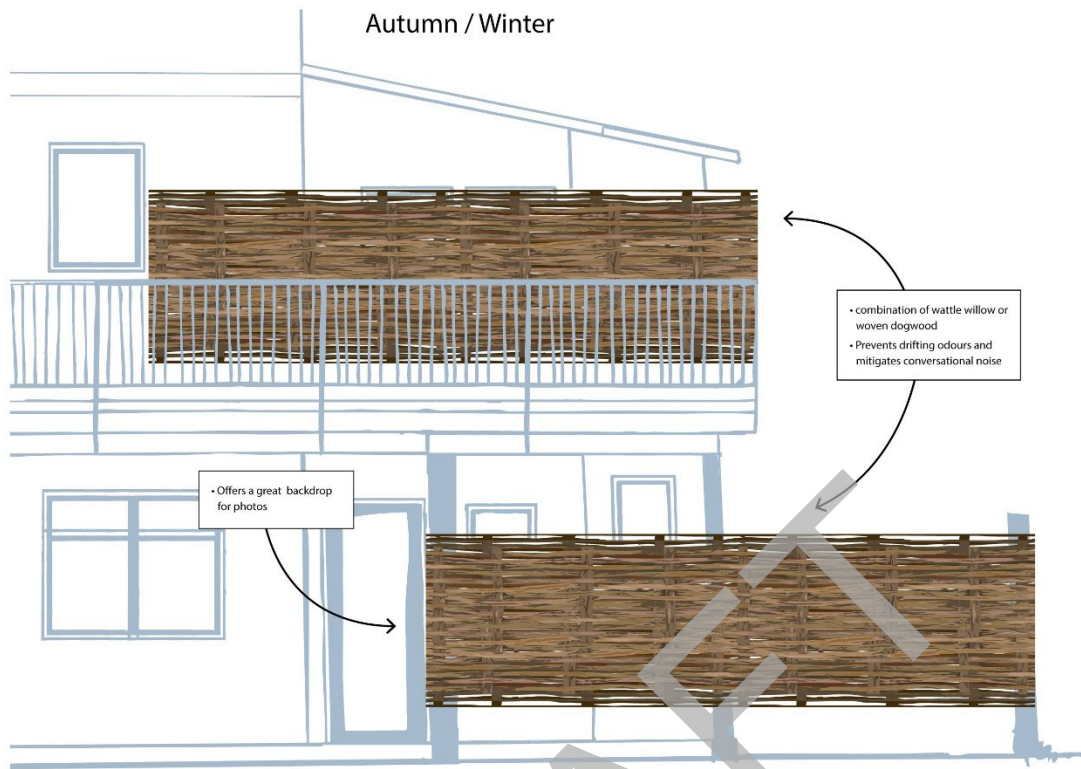 Autumn / Winter
• combination of wattle willow or
woven dogwood
• Prevents drifting odours and
mitigates conversational noise
• Offers a great backdrop
for photos